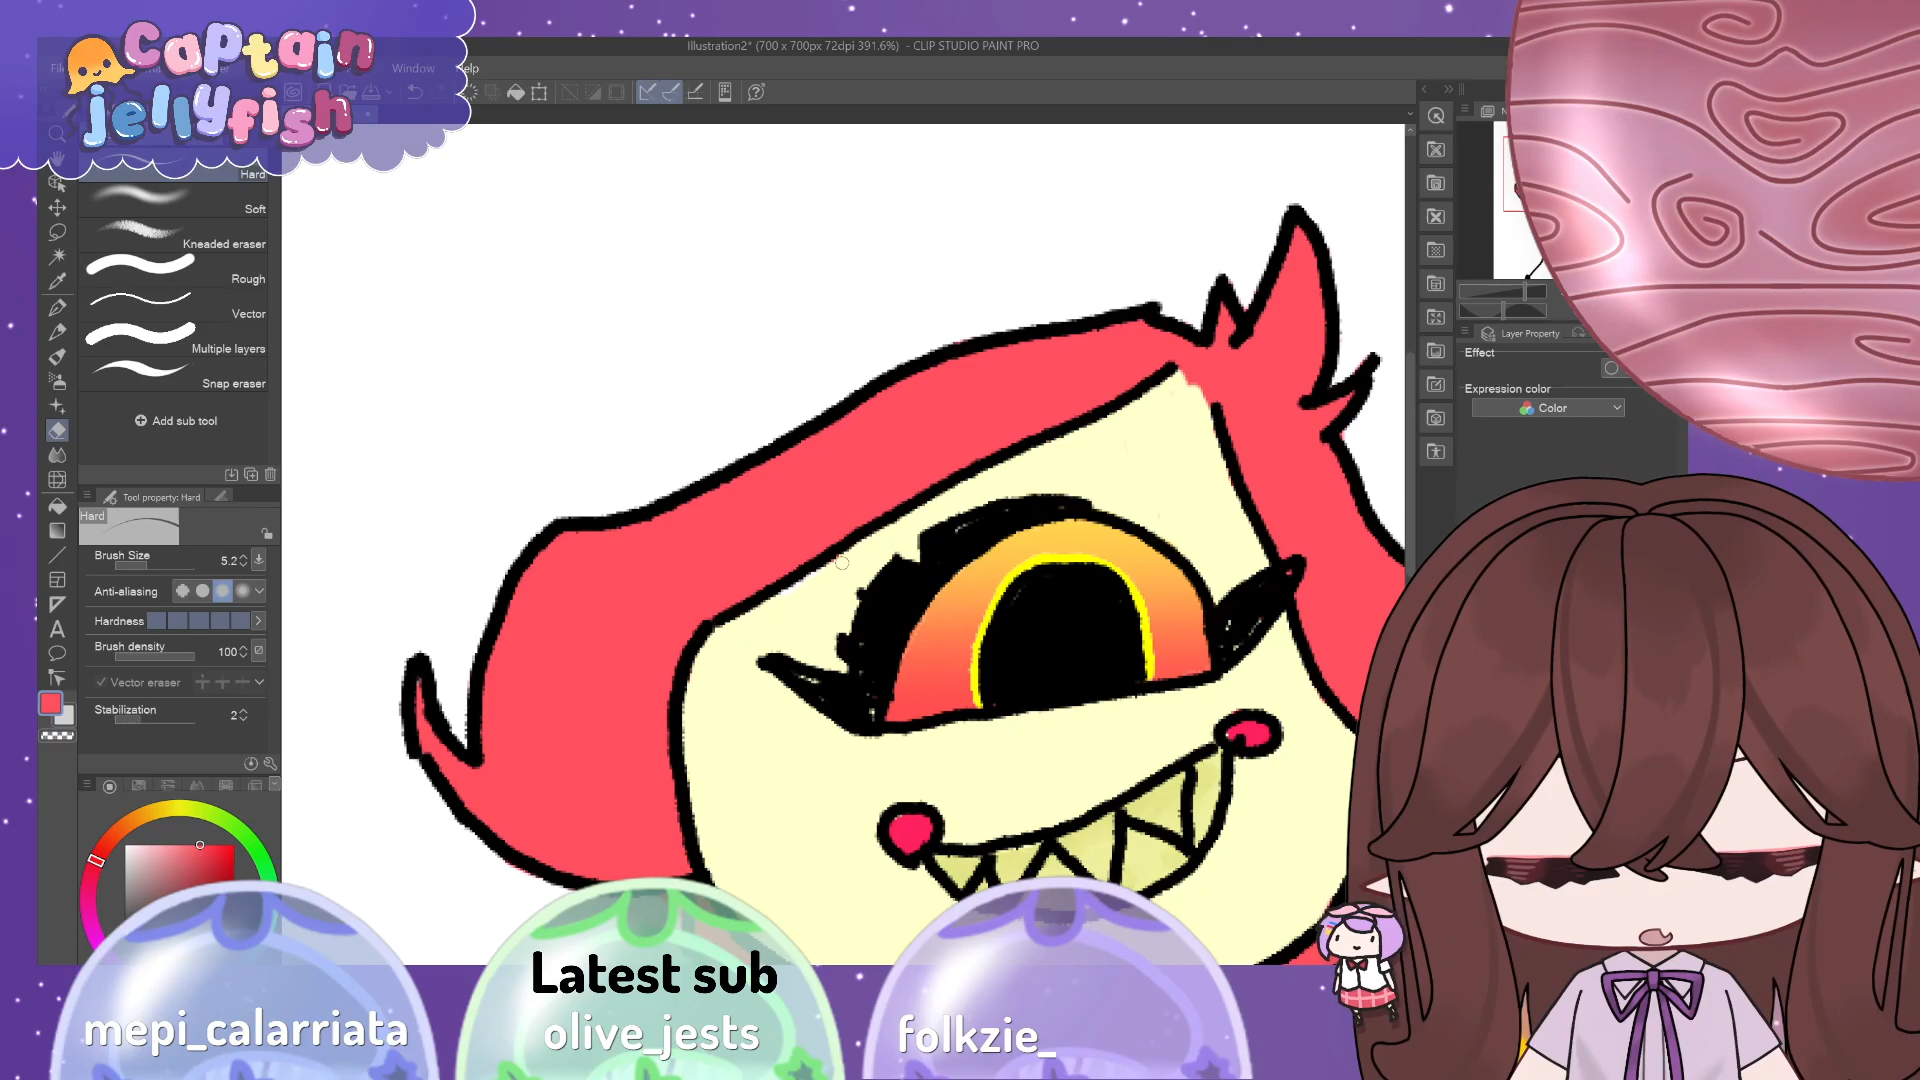 Captain
Jellyfish
Illustration2* (700 x 700px 72dpi 391.6%) - CLIP STUDIO PAINT PRO
Window
Hard
Soft
Kneaded eraser
Rough
Vector
Multiple layers
Snap eraser
Add sub tool
Tool property: Hard
Hard
Brush Size
5.2
Anti-aliasing
Hardness
Brush density
100
Vector eraser
Stabilization
2
Layer Property
Effect
Expression color
Color
Latest sub
mepi_calarriata
olive_jests
folkzie_